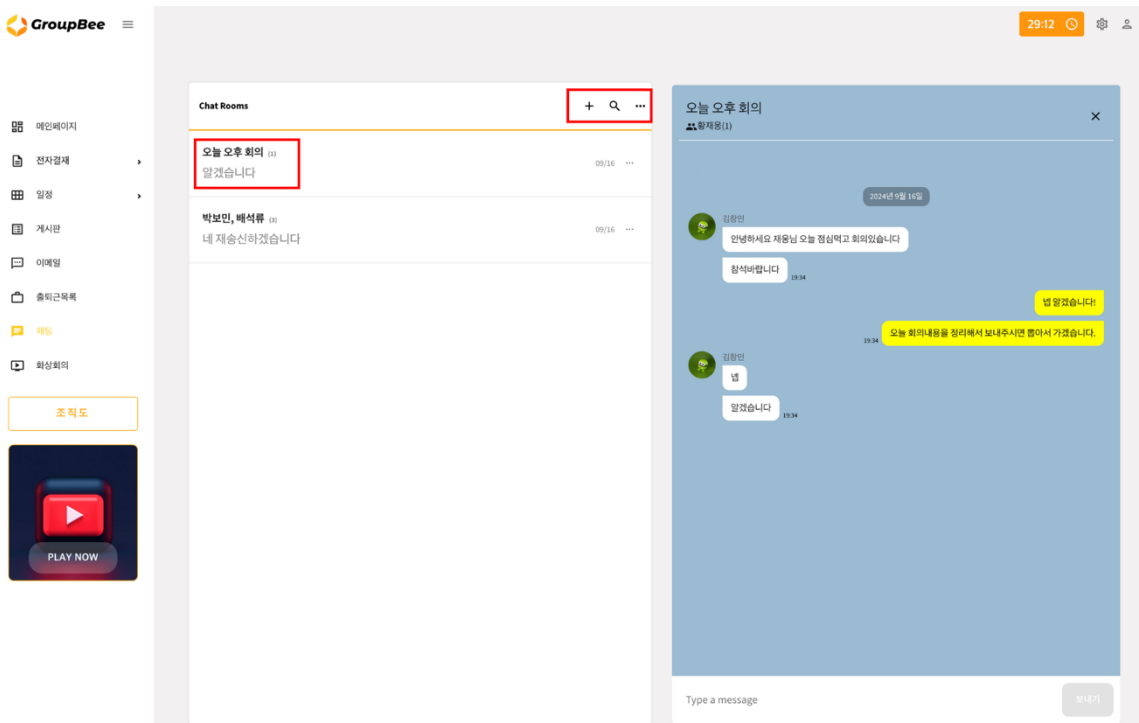 GroupBee
29:12
메인페이지
전자결재
일정
게시판
이메일
출퇴근목록
채팅
화상회의
조직도
PLAY NOW
Chat Rooms
오늘 오후 회의 (1)
알겠습니다
09/16
박보민, 배석류 (3)
네 재송신하겠습니다
09/16
오늘 오후 회의
황재웅(1)
2024년 9월 16일
김창인
안녕하세요 재웅님 오늘 점심먹고 회의있습니다
참석바랍니다
19:34
넵 알겠습니다!
오늘 회의내용을 정리해서 보내주시면 뽑아서 가겠습니다.
19:34
김창인
넵
알겠습니다
19:34
Type a message
보내기